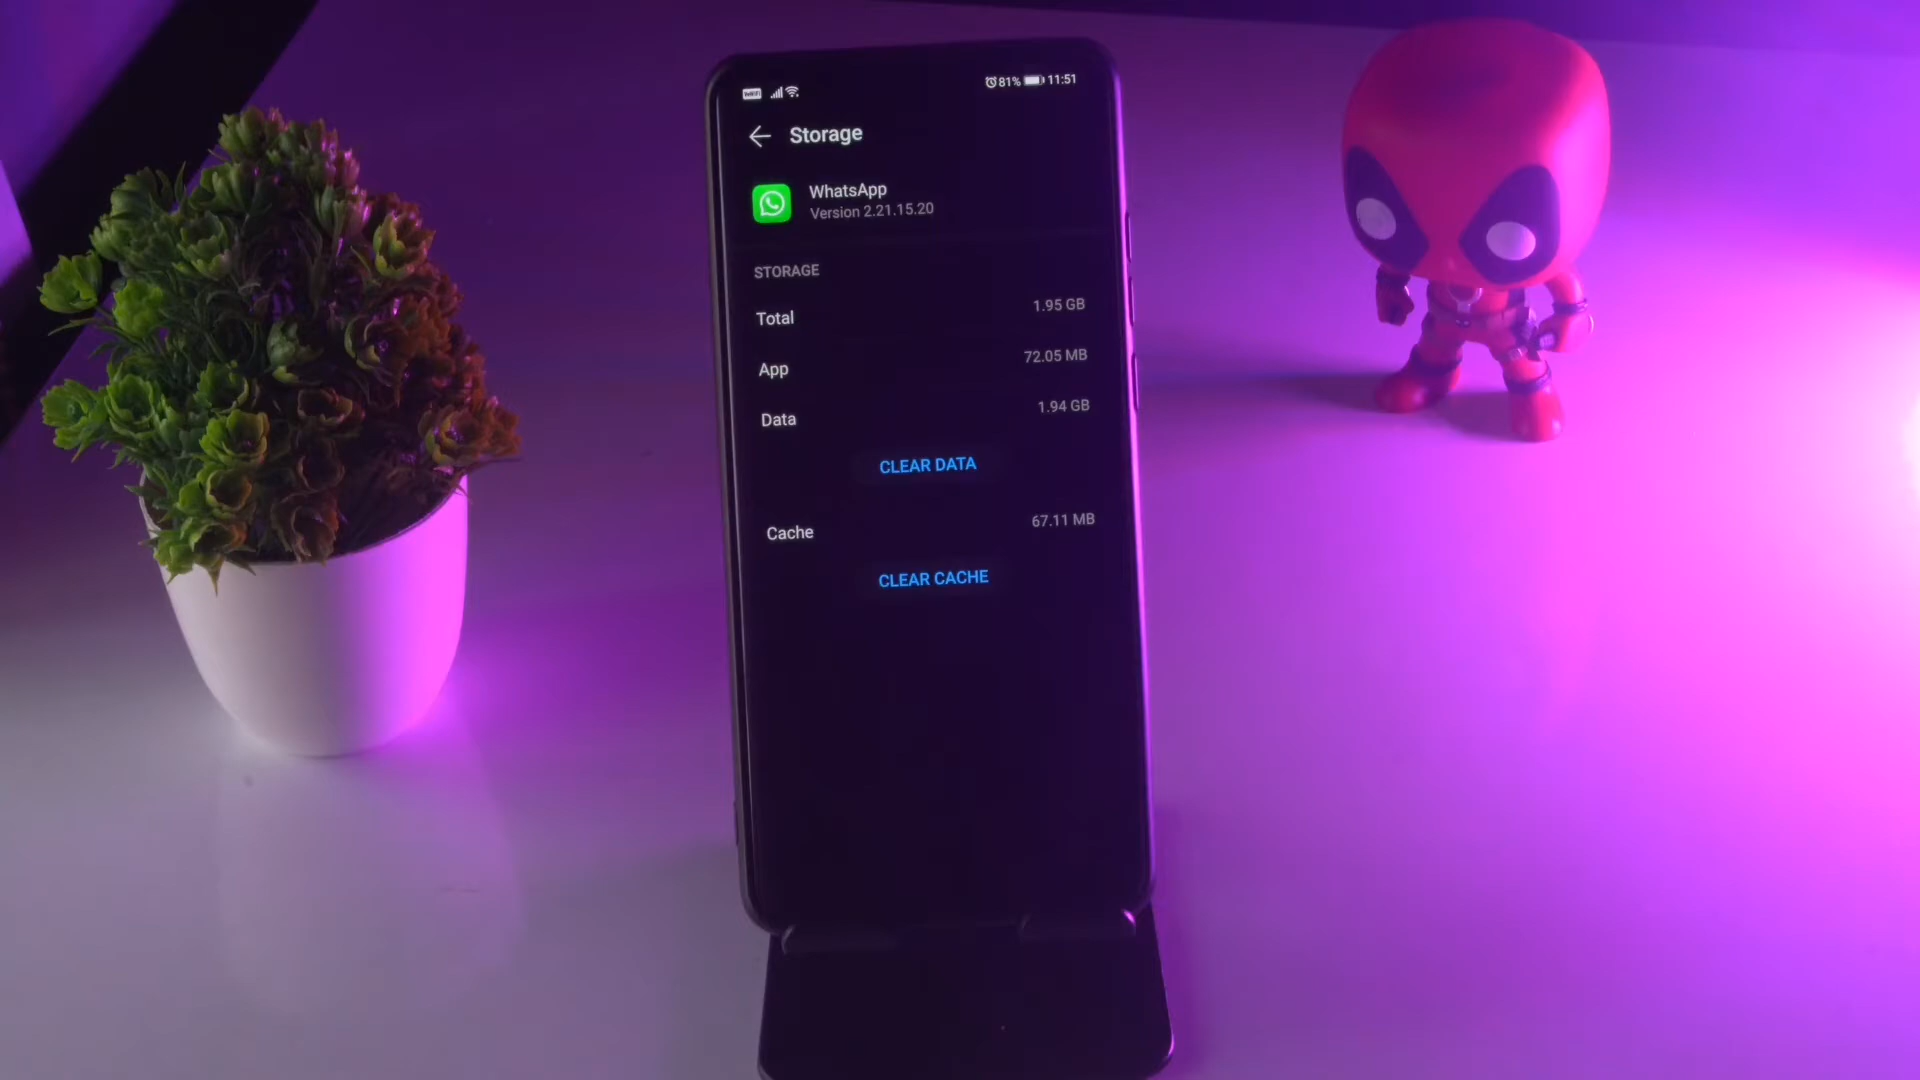 VoWiFi 81% 11:51
Storage
WhatsApp
Version 2.21.15.20
STORAGE
Total 1.95 GB
App 72.05 MB
Data 1.94 GB
CLEAR DATA
Cache 67.11 MB
CLEAR CACHE